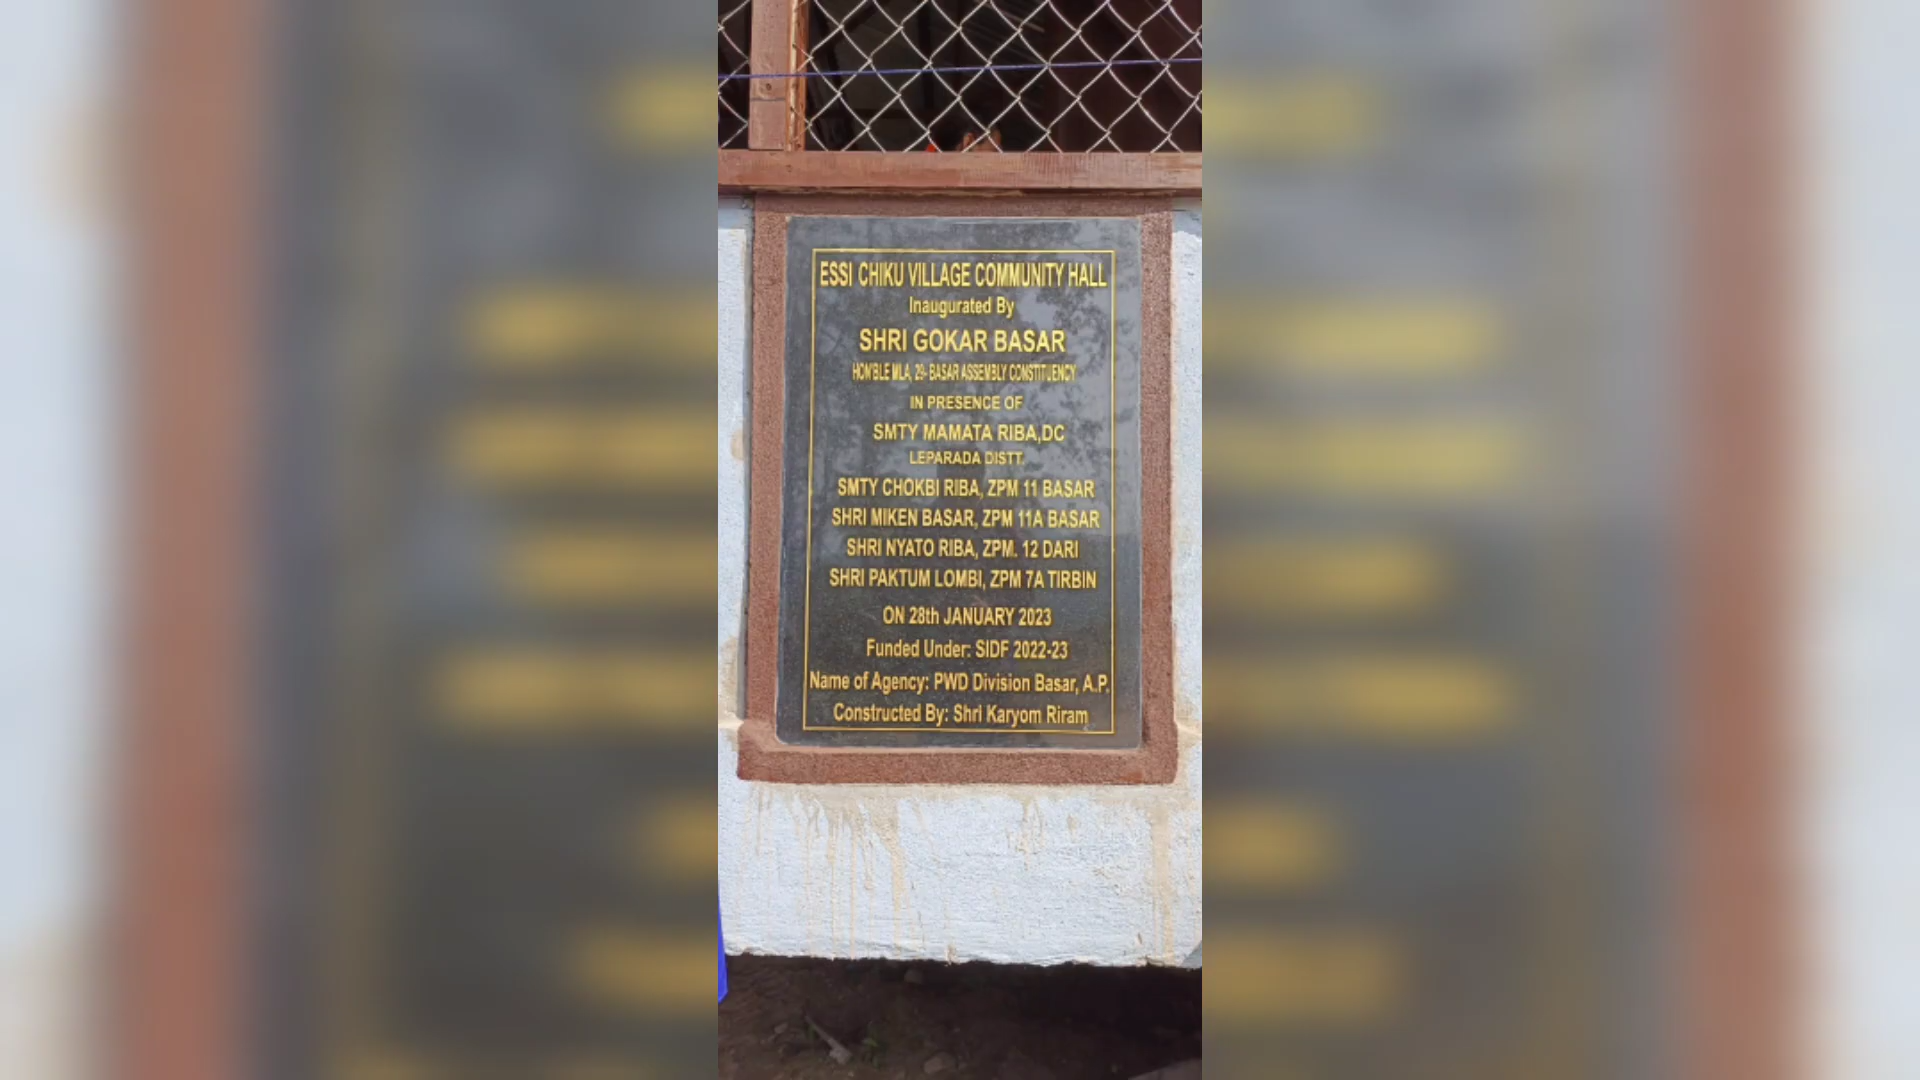 ESSI CHIKU VILLAGE COMMUNITY HALL
Inaugurated By
SHRI GOKAR BASAR
HON'BLE MLA, 29- BASAR ASSEMBLY CONSTITUENCY
IN PRESENCE OF
SMTY MAMATA RIBA,DC
LEPARADA DISTT.
SMTY CHOKBI RIBA, ZPM 11 BASAR
SHRI MIKEN BASAR, ZPM 11A BASAR
SHRI NYATO RIBA, ZPM. 12 DARI
SHRI PAKTUM LOMBI, ZPM 7A TIRBIN
ON 28th JANUARY 2023
Funded Under: SIDF 2022-23
Name of Agency: PWD Division Basar, A.P.
Constructed By: Shri Karyom Riram